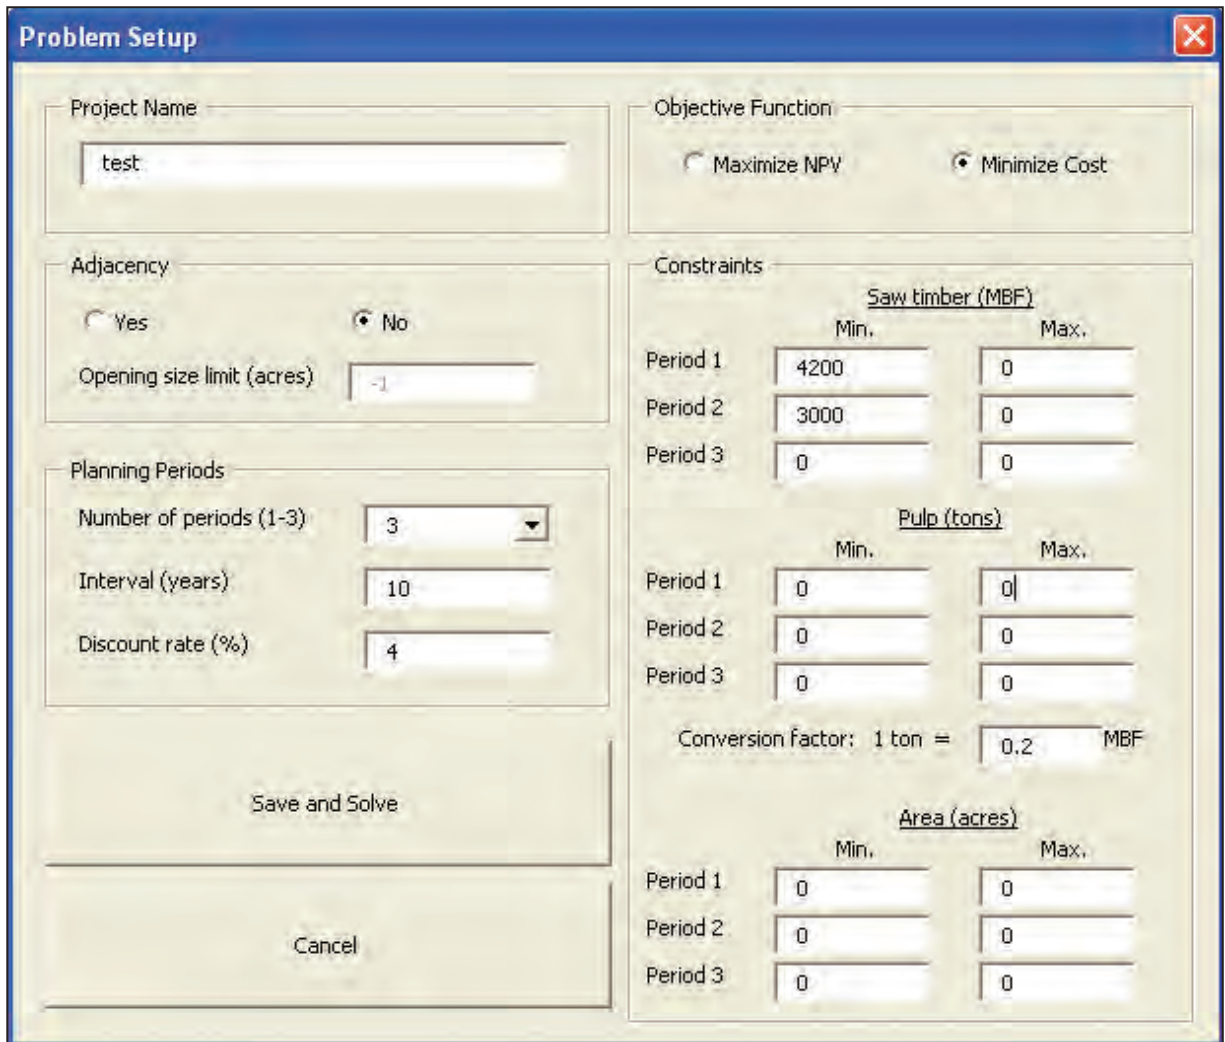 Problem Setup
Project Name
test
Objective Function
Maximize NPV Minimize Cost
Adjacency
Yes No
Opening size limit (acres) -1
Planning Periods
Number of periods (1-3) 3
Interval (years) 10
Discount rate (%) 4
Save and Solve
Cancel
Constraints
Saw timber (MBF)
Min. Max.
Period 1 4200 0
Period 2 3000 0
Period 3 0 0
Pulp (tons)
Min. Max.
Period 1 0 0
Period 2 0 0
Period 3 0 0
Conversion factor: 1 ton = 0.2 MBF
Area (acres)
Min. Max.
Period 1 0 0
Period 2 0 0
Period 3 0 0